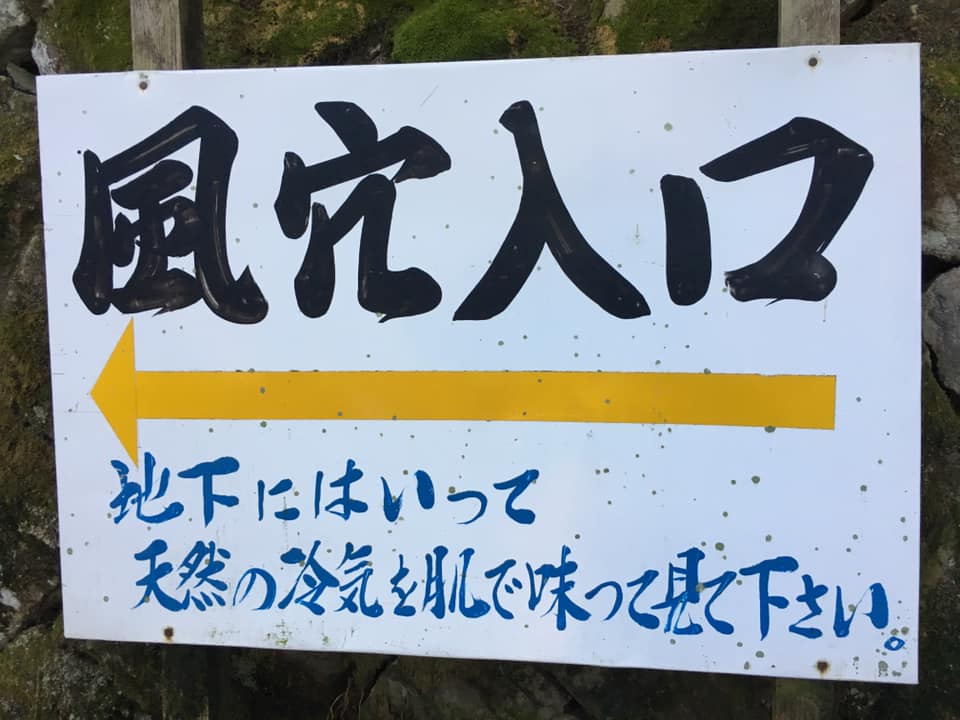 風穴入口
地下にはいって
天然の冷気を肌で味って見て下さい。